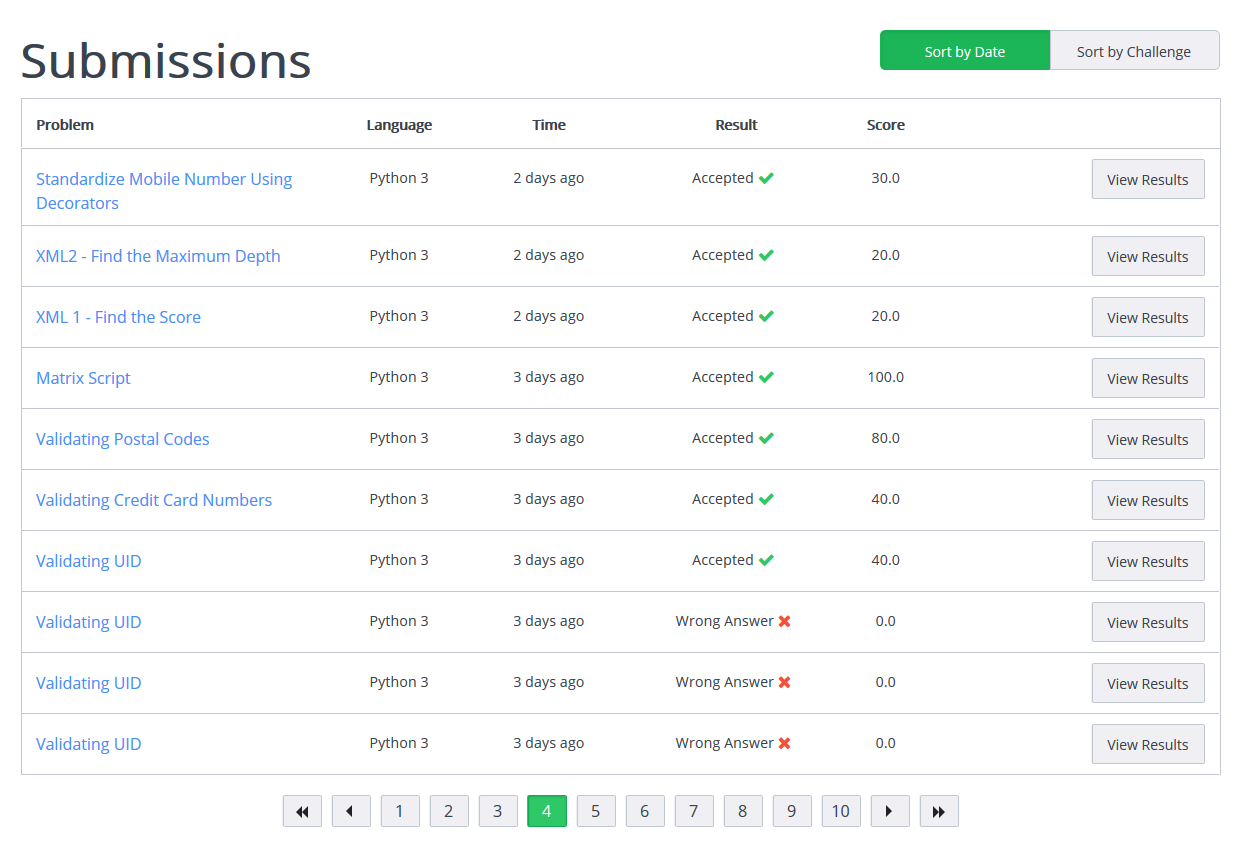 Submissions
Sort by Date Sort by Challenge
Problem Language Time Result Score
Standardize Mobile Number Using Python 3 2 days ago Accepted 30.0 View Results
Decorators
XML2 - Find the Maximum Depth Python 3 2 days ago Accepted 20.0 View Results
XML 1 - Find the Score Python 3 2 days ago Accepted 20.0 View Results
Matrix Script Python 3 3 days ago Accepted 100.0 View Results
Validating Postal Codes Python 3 3 days ago Accepted 80.0 View Results
Validating Credit Card Numbers Python 3 3 days ago Accepted 40.0 View Results
Validating UID Python 3 3 days ago Accepted 40.0 View Results
Validating UID Python 3 3 days ago Wrong Answer 0.0 View Results
Validating UID Python 3 3 days ago Wrong Answer 0.0 View Results
Validating UID Python 3 3 days ago Wrong Answer 0.0 View Results
1 2 3 4 5 6 7 8 9 10